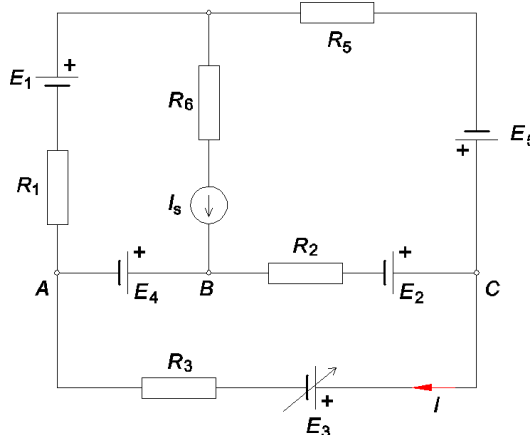 R5
+
E1
R6
E5
+
R1
Is
+
R2
+
A
E4
B
E2
C
R3
+
I
E3